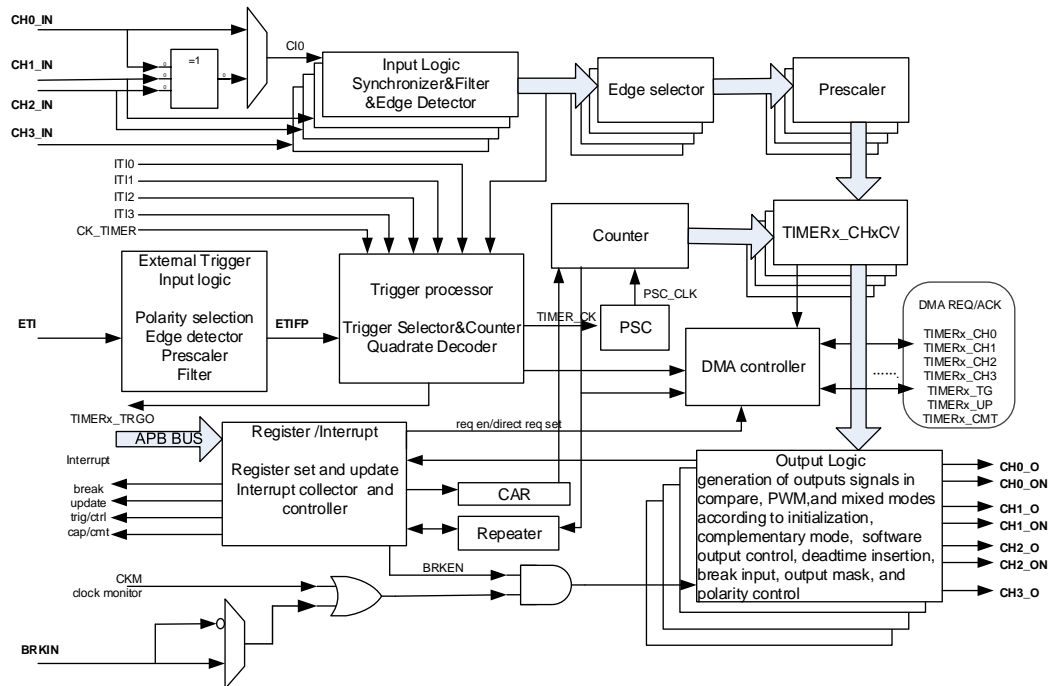 CH0_IN
CH1_IN
CH2_IN
CH3_IN
=1
CI0
Input Logic
Synchronizer&Filter
&Edge Detector
Edge selector
Prescaler
ITI0
ITI1
ITI2
ITI3
CK_TIMER
Counter
TIMERx_CHxCV
External Trigger
Input logic
Polarity selection
Edge detector
Prescaler
Filter
ETI
ETIFP
Trigger processor
Trigger Selector&Counter
Quadrate Decoder
TIMER_CK
PSC_CLK
PSC
DMA controller
DMA REQ/ACK
TIMERx_CH0
TIMERx_CH1
TIMERx_CH2
TIMERx_CH3
TIMERx_TG
TIMERx_UP
TIMERx_CMT
.......
TIMERx_TRGO
APB BUS
Register /Interrupt
Register set and update
Interrupt collector and
controller
req en/direct req set
Interrupt
break
update
trig/ctrl
cap/cmt
CAR
Repeater
Output Logic
generation of outputs signals in
compare, PWM,and mixed modes
according to initialization,
complementary mode, software
output control, deadtime insertion,
break input, output mask, and
polarity control
CH0_O
CH0_ON
CH1_O
CH1_ON
CH2_O
CH2_ON
CH3_O
BRKEN
CKM
clock monitor
BRKIN